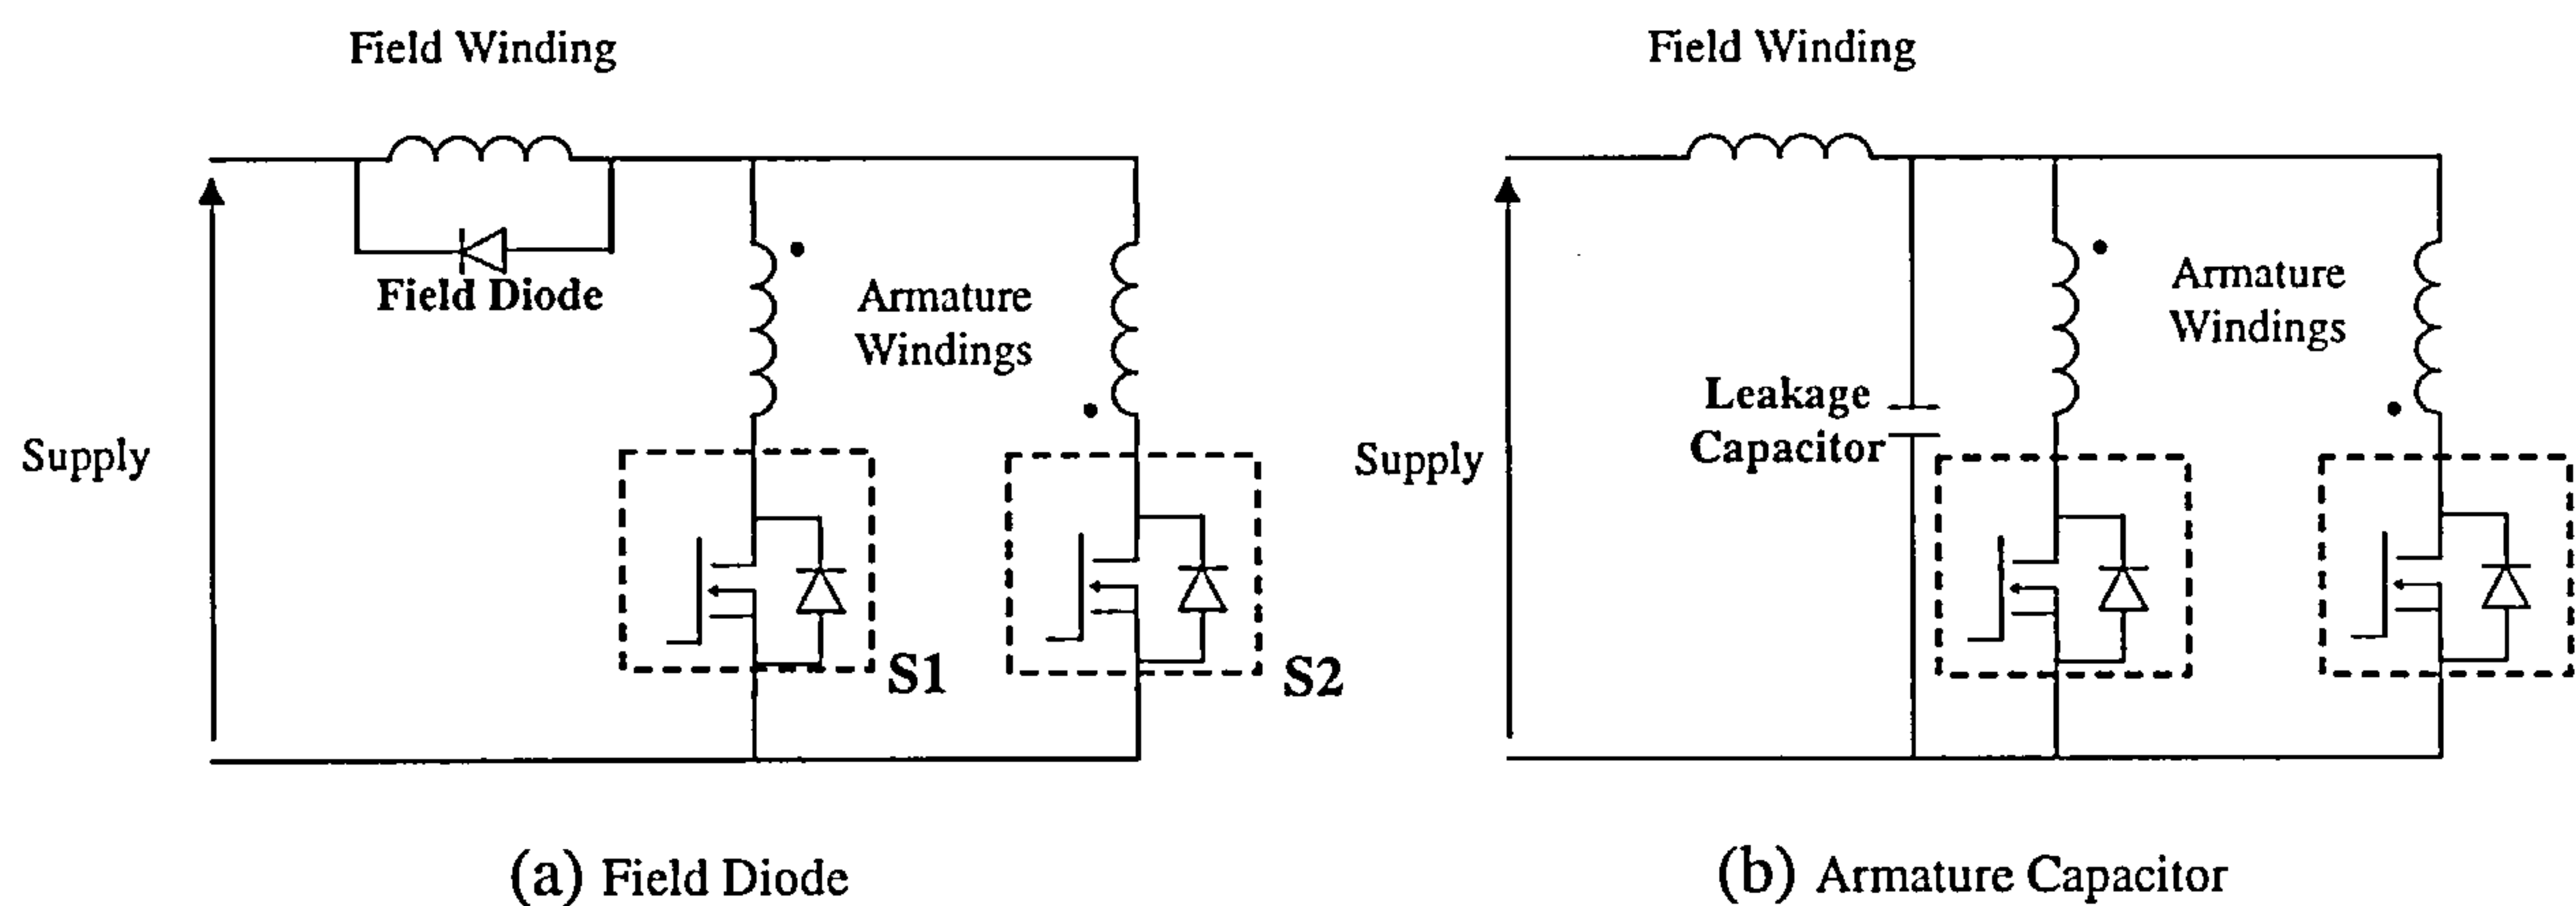 Field Winding
Field Diode
Armature
Windings
Supply
S1
S2
(a) Field Diode
Field Winding
Armature
Windings
Leakage
Capacitor
Supply
(b) Armature Capacitor